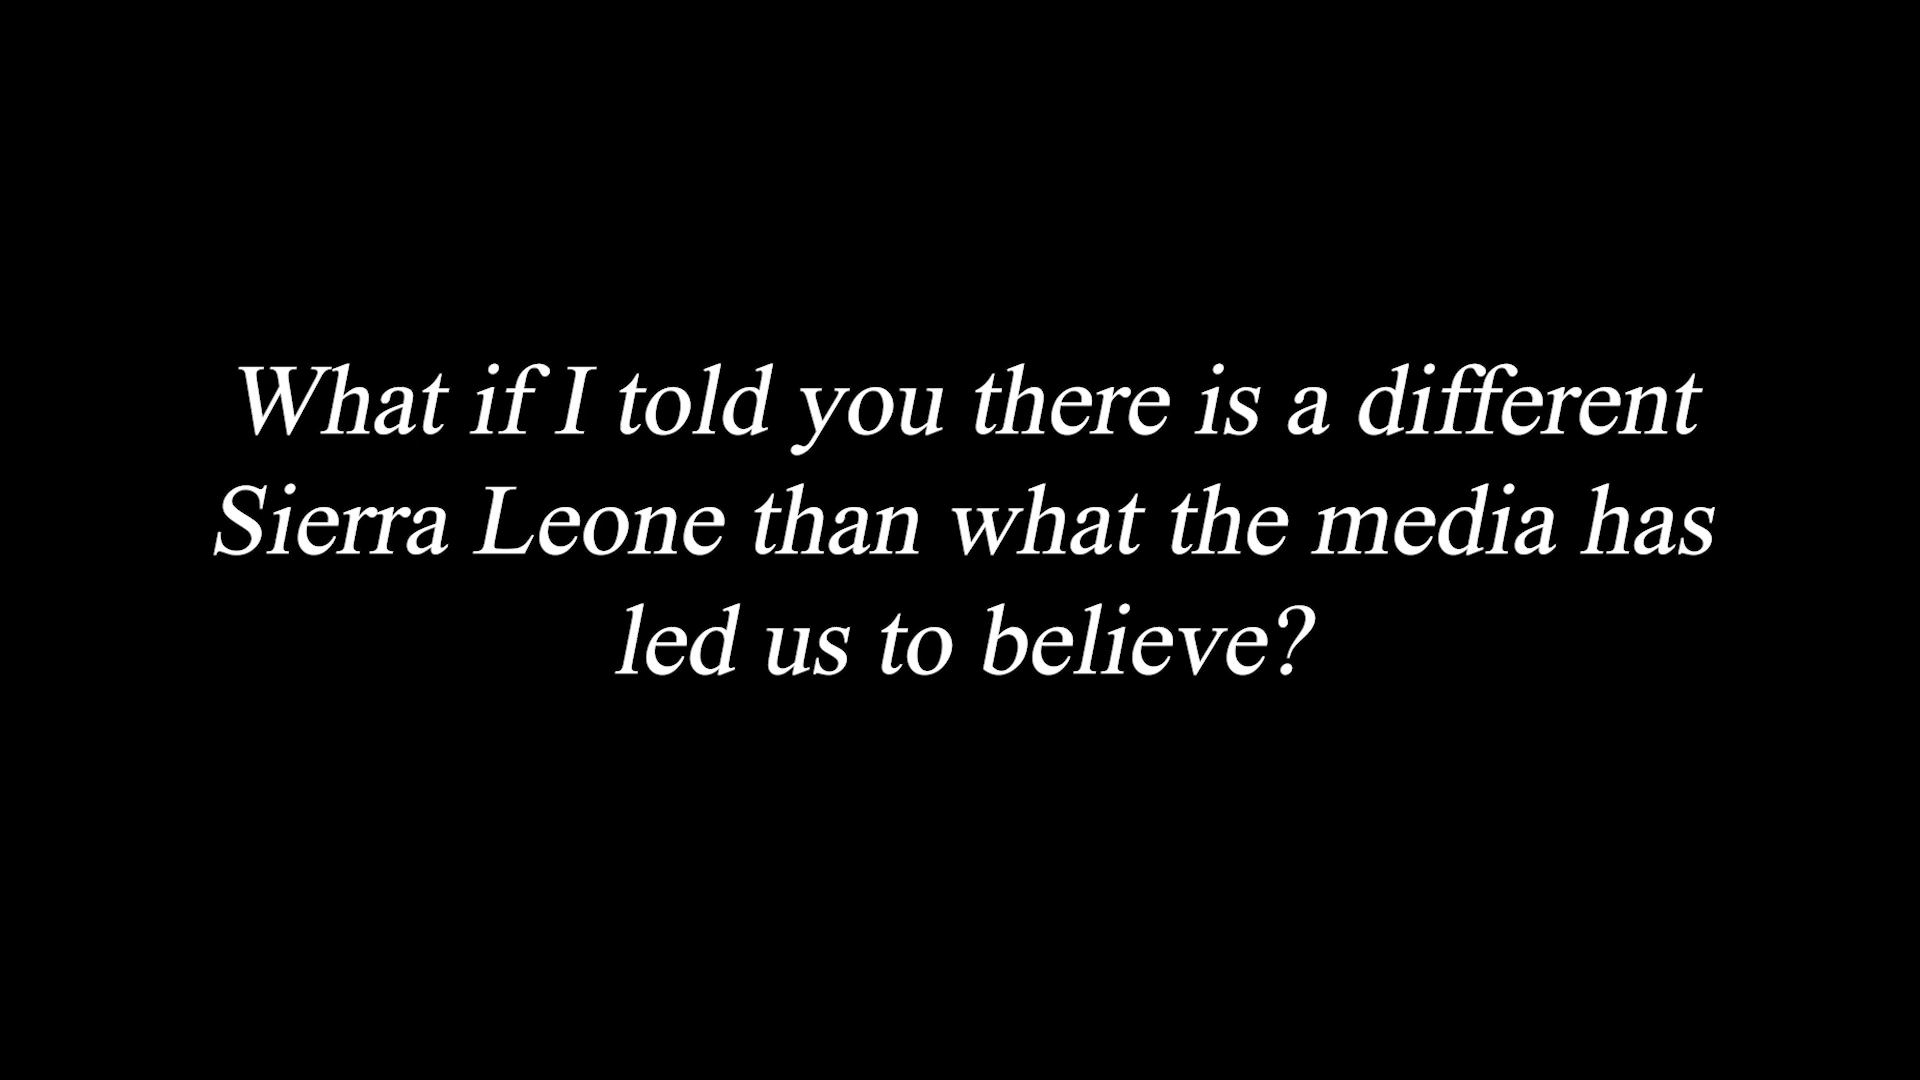 What if I told you there is a different
Sierra Leone than what the media has
led us to believe?